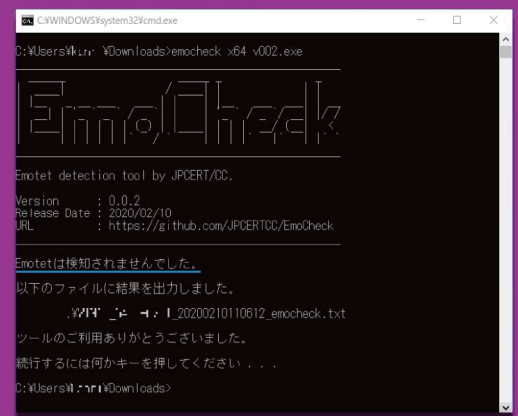 C:¥WINDOWS¥system32¥cmd.exe
C:¥Users¥ ¥Downloads>emocheck x64 v002.exe
EmoCheck
Emotet detection tool by JPCERT/CC.
Version : 0.0.2
Release Date : 2020/02/10
URL : https://github.com/JPCERTCC/EmoCheck
Emotetは検知されませんでした。
以下のファイルに結果を出力しました。
_20200210110612_emocheck.txt
ツールのご利用ありがとうございました。
続行するには何かキーを押してください . . .
C:¥Users¥ ¥Downloads>